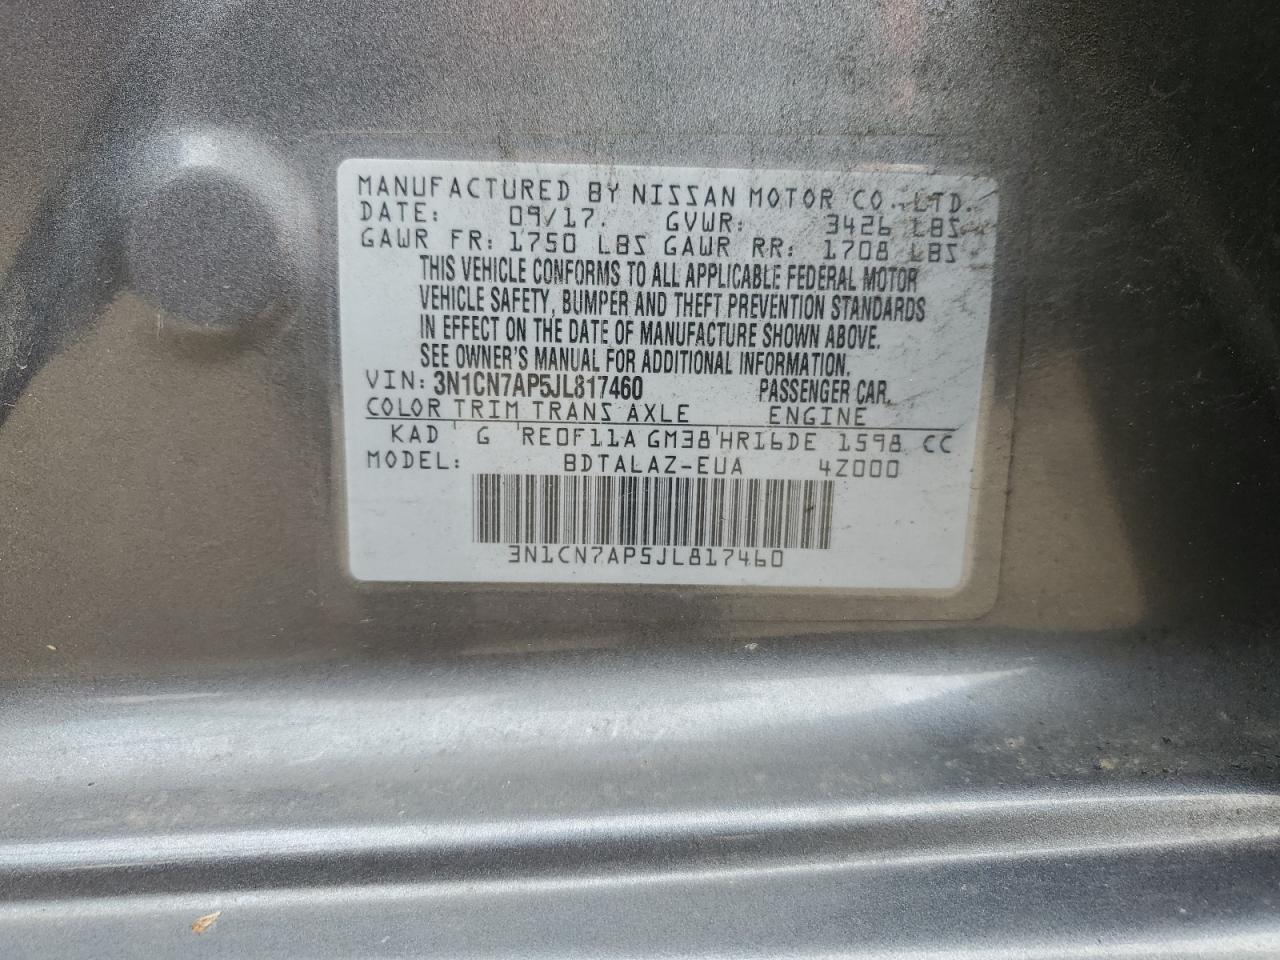 MANUFACTURED BY NISSAN MOTOR CO., LTD.
DATE: 09/17. GVWR: 3426 LBS
GAWR FR: 1750 LBS GAWR RR: 1708 LBS
THIS VEHICLE CONFORMS TO ALL APPLICABLE FEDERAL MOTOR
VEHICLE SAFETY, BUMPER AND THEFT PREVENTION STANDARDS
IN EFFECT ON THE DATE OF MANUFACTURE SHOWN ABOVE.
SEE OWNER'S MANUAL FOR ADDITIONAL INFORMATION.
VIN: 3N1CN7AP5JL817460 PASSENGER CAR.
COLOR TRIM TRANS AXLE ENGINE
KAD G RE0F11A GM38 HR16DE 1598 CC
MODEL: BDTALAZ-EUA 4Z000
3N1CN7AP5JL817460